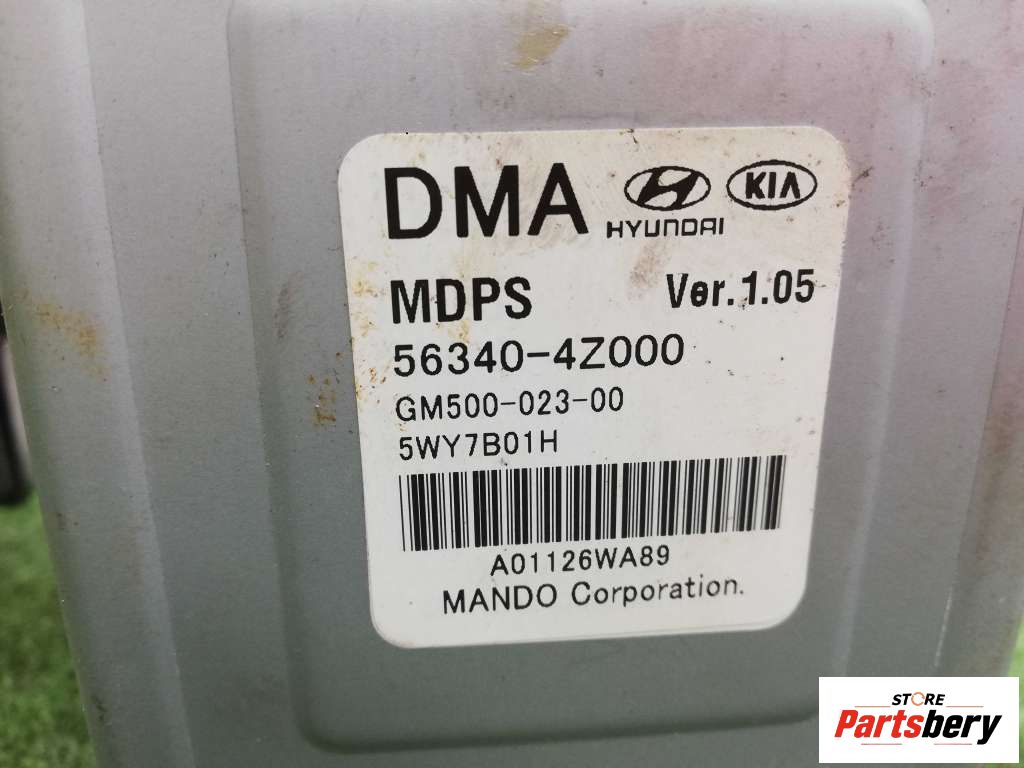 DMA HYUNDAI KIA
MDPS Ver.1.05
56340-4Z000
GM500-023-00
5WY7B01H
A01126WA89
MANDO Corporation.
STORE
Partsbery